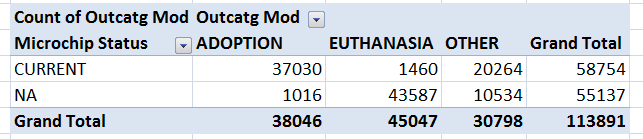 Count of Outcatg Mod Outcatg Mod
Microchip Status ADOPTION EUTHANASIA OTHER Grand Total
CURRENT 37030 1460 20264 58754
NA 1016 43587 10534 55137
Grand Total 38046 45047 30798 113891